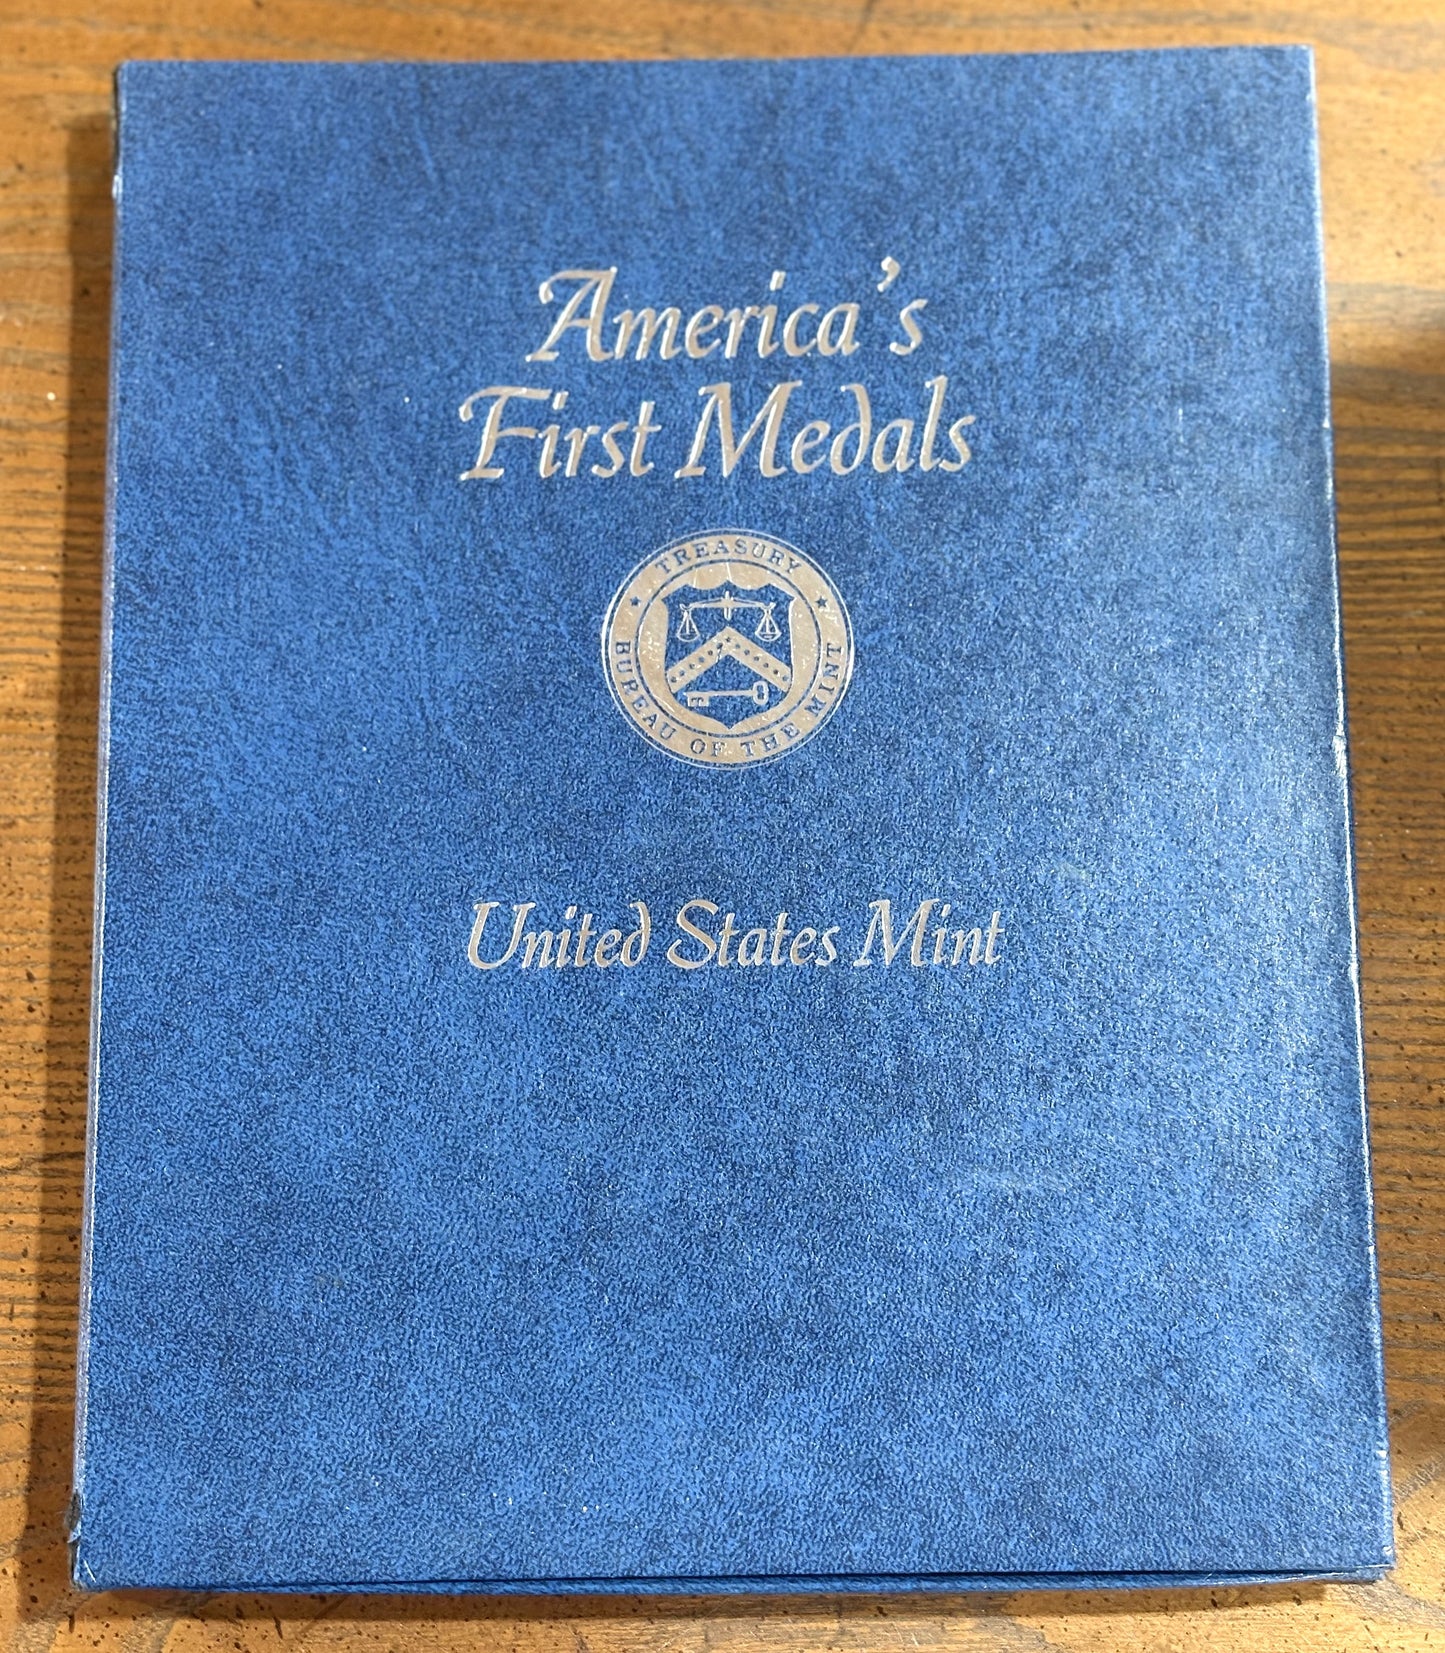 America's
First Medals
TREASURY
BUREAU OF THE MINT
United States Mint